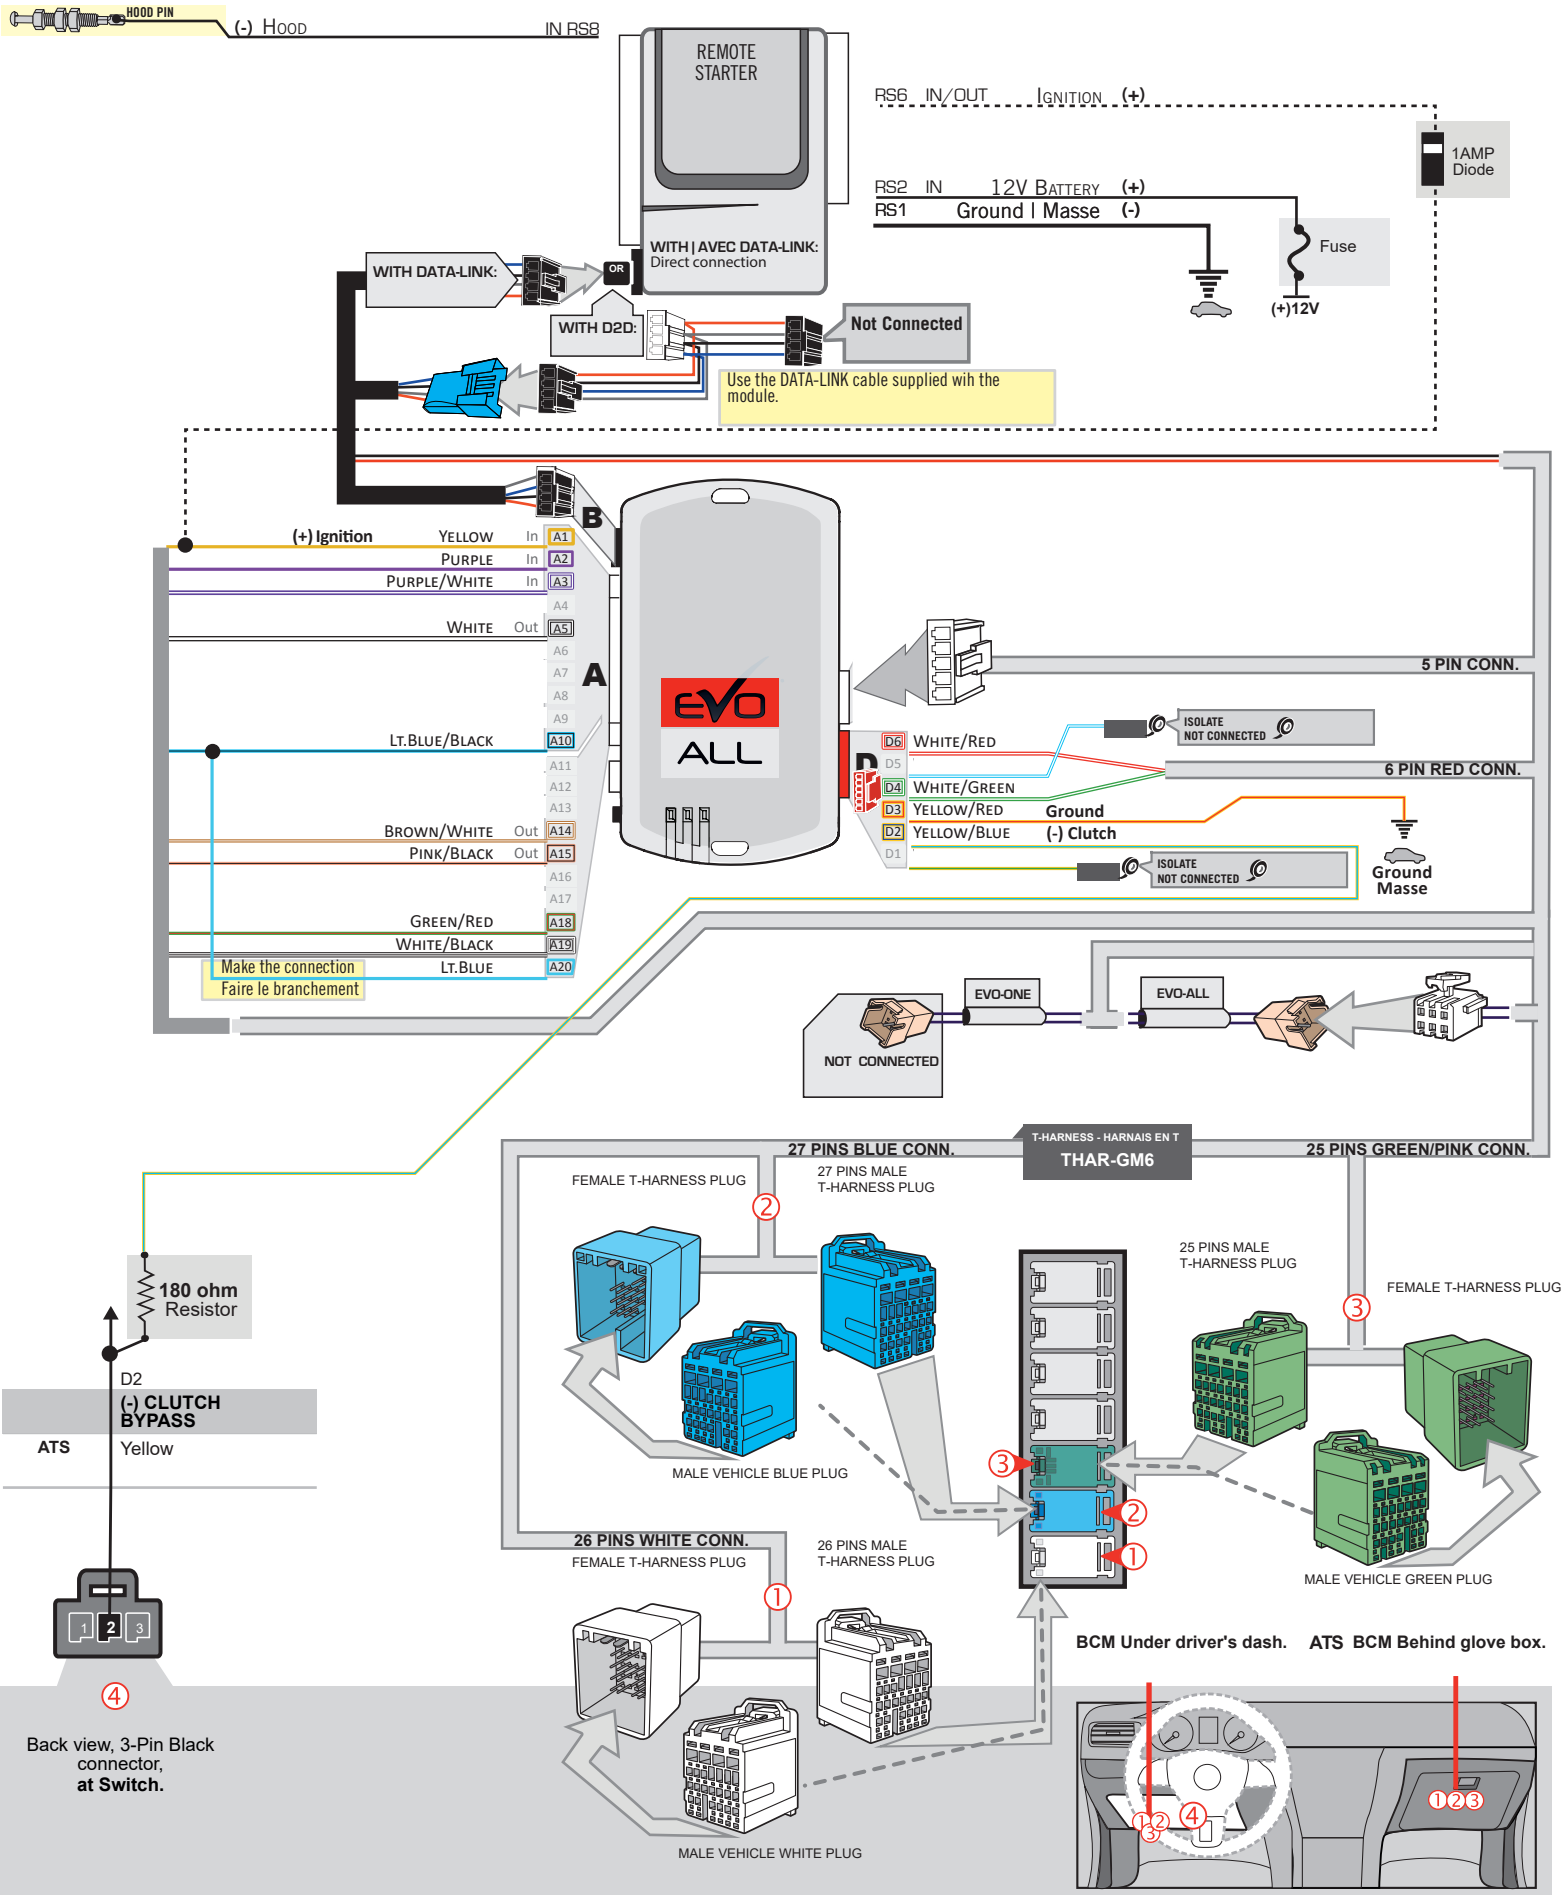 HOOD PIN
(-) HOOD IN RS8
REMOTE
STARTER
RS6 IN/OUT IGNITION (+)
1AMP
Diode
RS2 IN 12V BATTERY (+)
RS1 Ground | Masse (-)
Fuse
(+)12V
WITH | AVEC DATA-LINK:
Direct connection
WITH DATA-LINK:
OR
WITH D2D:
Not Connected
Use the DATA-LINK cable supplied wih the
module.
B
(+) Ignition YELLOW In A1
PURPLE In A2
PURPLE/WHITE In A3
A4
WHITE Out A5
A6
A7
A8
A9
LT.BLUE/BLACK A10
A11
A12
A13
BROWN/WHITE Out A14
PINK/BLACK Out A15
A16
A17
GREEN/RED A18
WHITE/BLACK A19
LT.BLUE A20
A
Make the connection
Faire le branchement
EVO
ALL
5 PIN CONN.
ISOLATE
NOT CONNECTED
D
D6 WHITE/RED
D5
6 PIN RED CONN.
D4 WHITE/GREEN
D3 YELLOW/RED Ground
D2 YELLOW/BLUE (-) Clutch
D1
ISOLATE
NOT CONNECTED
Ground
Masse
EVO-ONE
EVO-ALL
NOT CONNECTED
T-HARNESS - HARNAIS EN T
THAR-GM6
27 PINS BLUE CONN.
25 PINS GREEN/PINK CONN.
FEMALE T-HARNESS PLUG
27 PINS MALE
T-HARNESS PLUG
2
25 PINS MALE
T-HARNESS PLUG
FEMALE T-HARNESS PLUG
3
180 ohm
Resistor
D2
(-) CLUTCH
BYPASS
ATS Yellow
MALE VEHICLE BLUE PLUG
3
2
1
26 PINS WHITE CONN.
FEMALE T-HARNESS PLUG
26 PINS MALE
T-HARNESS PLUG
1
MALE VEHICLE GREEN PLUG
1 2 3
4
Back view, 3-Pin Black
connector,
at Switch.
MALE VEHICLE WHITE PLUG
BCM Under driver's dash. ATS BCM Behind glove box.
1 2
3
4
1 2 3